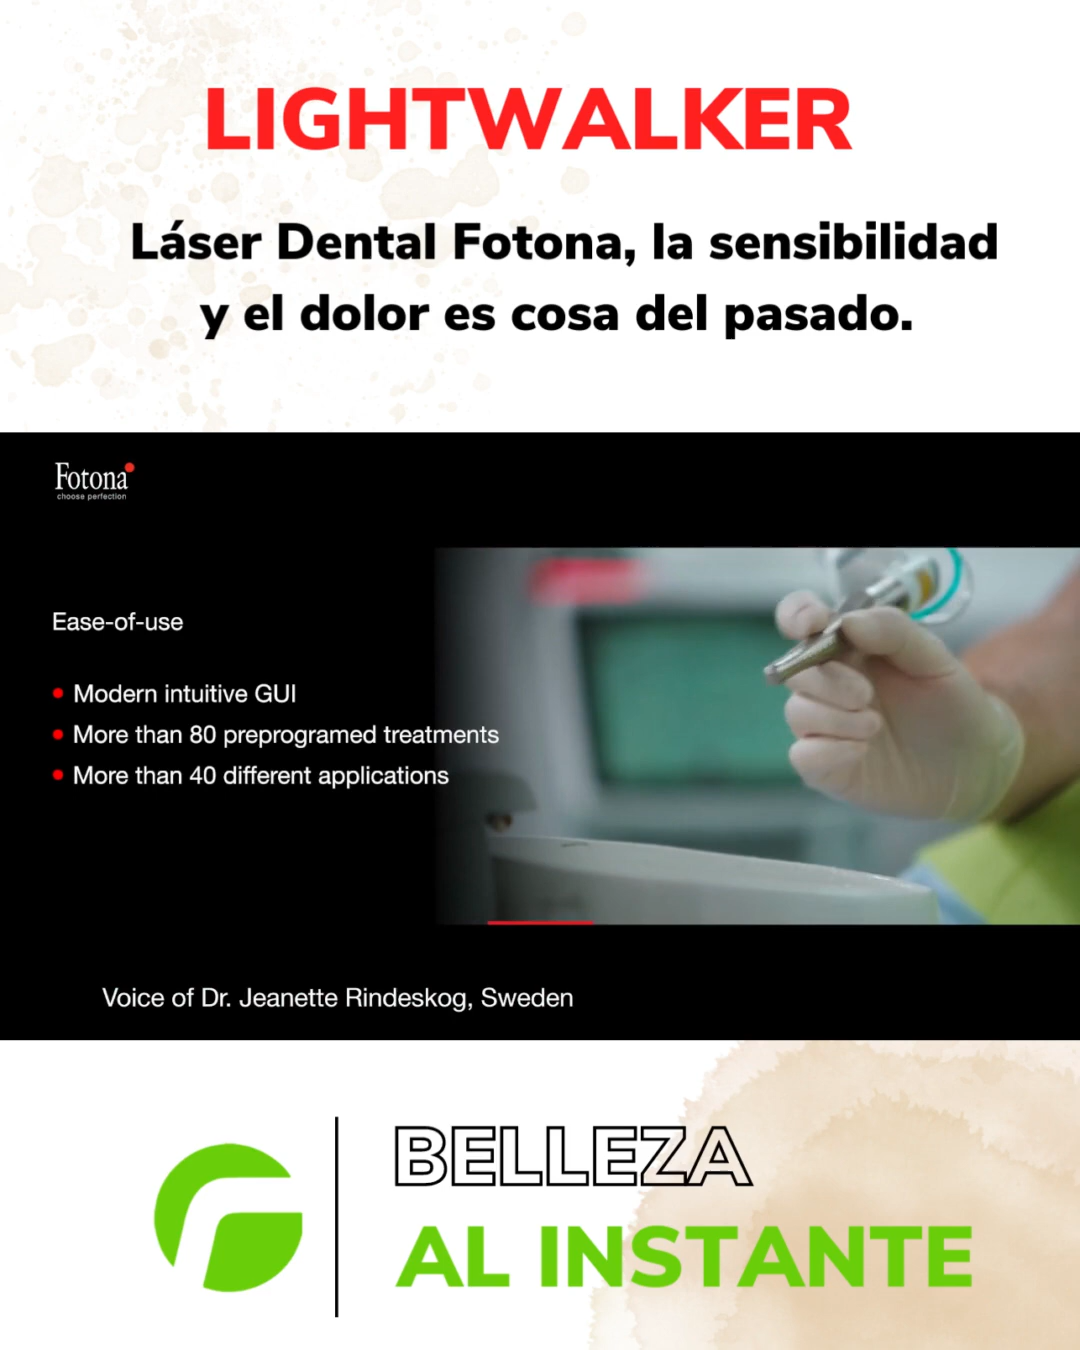 LIGHTWALKER
Láser Dental Fotona, la sensibilidad
y el dolor es cosa del pasado.
Fotona
choose perfection
Ease-of-use
Modern intuitive GUI
More than 80 preprogramed treatments
More than 40 different applications
Voice of Dr. Jeanette Rindeskog, Sweden
BELLEZA
AL INSTANTE